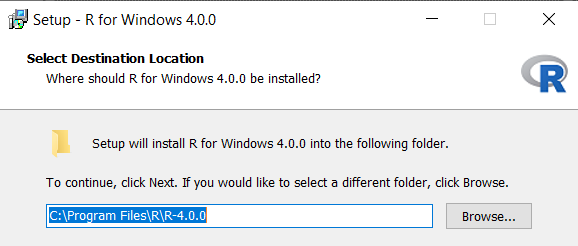 Setup - R for Windows 4.0.0
Select Destination Location
Where should R for Windows 4.0.0 be installed?
R
Setup will install R for Windows 4.0.0 into the following folder.
To continue, click Next. If you would like to select a different folder, click Browse.
C:\Program Files\R\R-4.0.0
Browse...